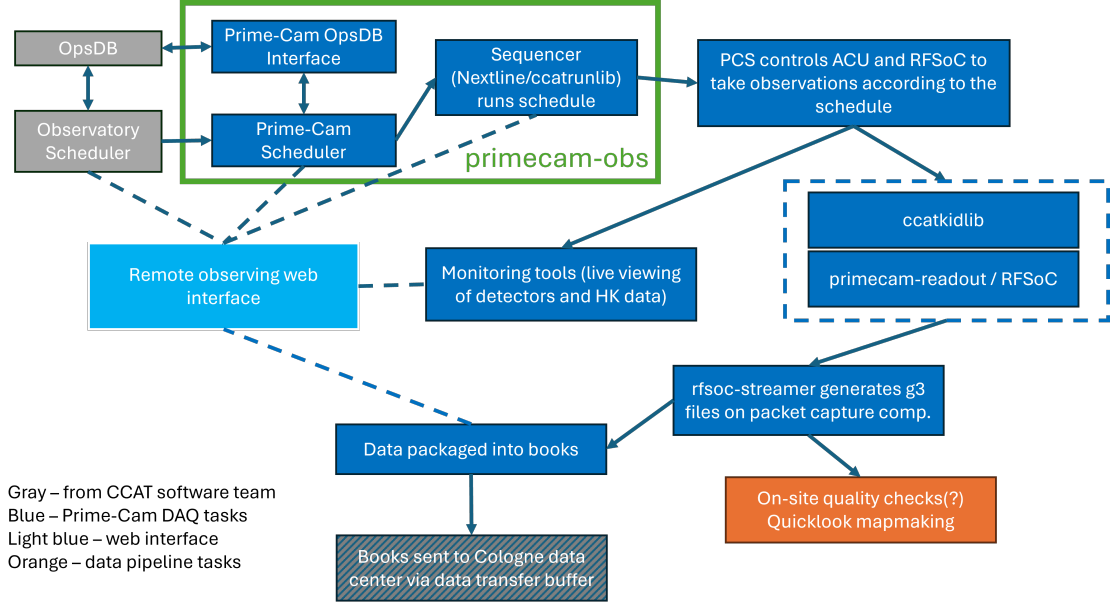 OpsDB
Prime-Cam OpsDB
Interface
Sequencer
(Nextline/ccatrunlib)
runs schedule
PCS controls ACU and RFSoC to
take observations according to the
schedule
Observatory
Scheduler
Prime-Cam
Scheduler
primecam-obs
ccatkidlib
primecam-readout / RFSoC
Remote observing web
interface
Monitoring tools (live viewing
of detectors and HK data)
rfsoc-streamer generates g3
files on packet capture comp.
Data packaged into books
On-site quality checks(?)
Quicklook mapmaking
Gray – from CCAT software team
Blue – Prime-Cam DAQ tasks
Light blue – web interface
Orange – data pipeline tasks
Books sent to Cologne data
center via data transfer buffer